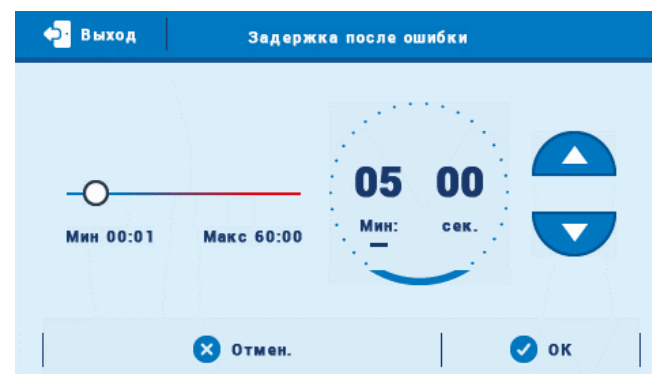 Выход
Задержка после ошибки
05 00
Мин: сек.
Мин 00:01 Макс 60:00
Отмен.
OK